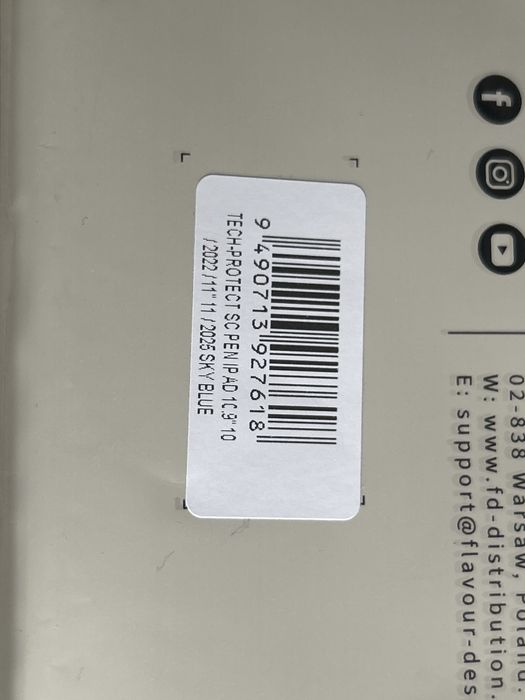 9 490713 927618
TECH-PROTECT SC PEN IPAD 10.9" 10
/ 2022 / 11" 11 / 2025 SKY BLUE
02-838 Warsaw,
W: www.fd-distribution.
E: support@flavour-des